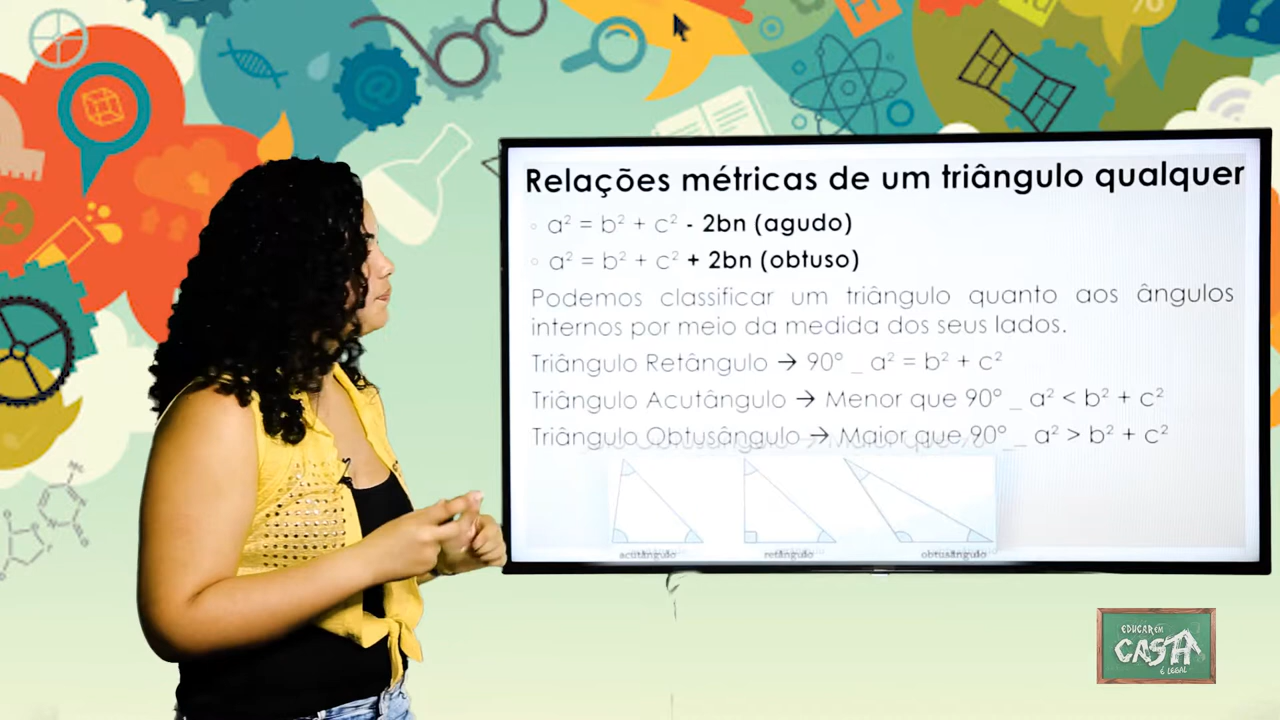 Relações métricas de um triângulo qualquer
a² = b² + c² - 2bn (agudo)
a² = b² + c² + 2bn (obtuso)
Podemos classificar um triângulo quanto aos ângulos
internos por meio da medida dos seus lados.
Triângulo Retângulo → 90° _ a² = b² + c²
Triângulo Acutângulo → Menor que 90° _ a² < b² + c²
Triângulo Obtusângulo → Maior que 90° _ a² > b² + c²
acutângulo retângulo obtusângulo
EDUCAR EM
CASA
É LEGAL